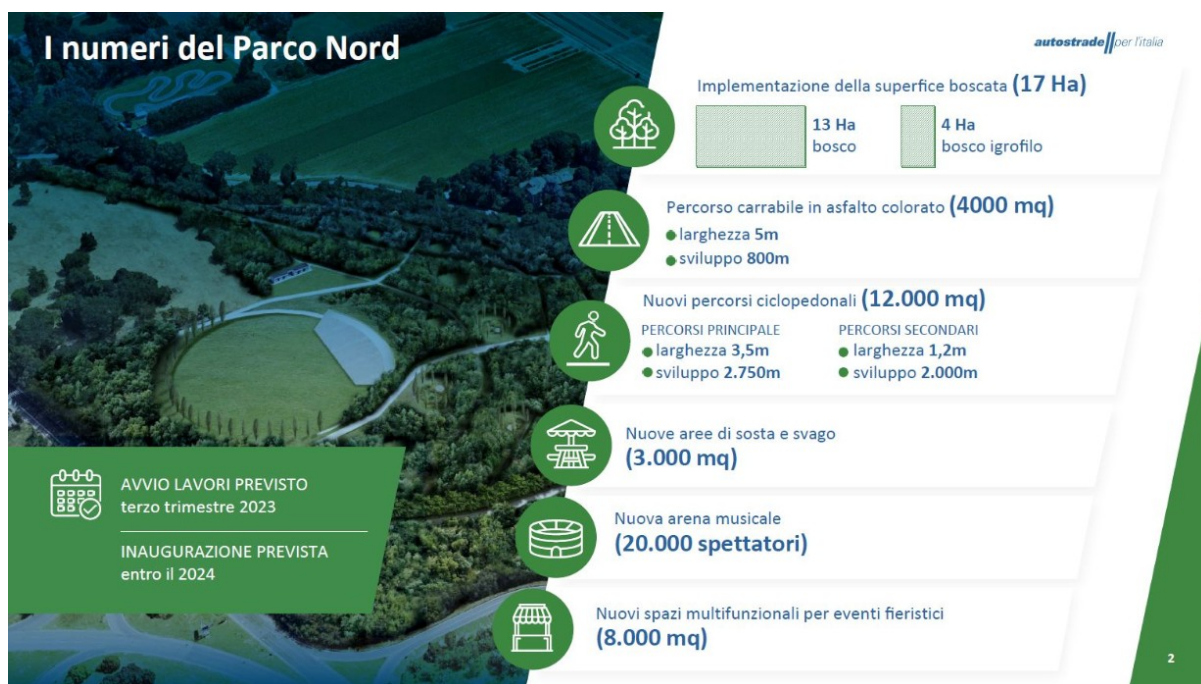 I numeri del Parco Nord
autostrade//per l'italia
Implementazione della superfice boscata (17 Ha)
13 Ha
bosco
4 Ha
bosco igrofilo
Percorso carrabile in asfalto colorato (4000 mq)
larghezza 5m
sviluppo 800m
Nuovi percorsi ciclopedonali (12.000 mq)
PERCORSI PRINCIPALE
larghezza 3,5m
sviluppo 2.750m
PERCORSI SECONDARI
larghezza 1,2m
sviluppo 2.000m
Nuove aree di sosta e svago
(3.000 mq)
Nuova arena musicale
(20.000 spettatori)
Nuovi spazi multifunzionali per eventi fieristici
(8.000 mq)
AVVIO LAVORI PREVISTO
terzo trimestre 2023
INAUGURAZIONE PREVISTA
entro il 2024
2